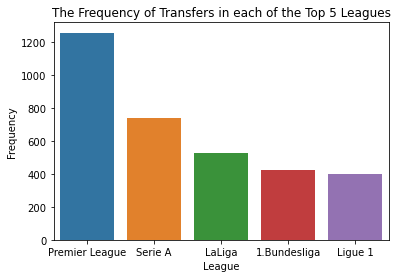 The Frequency of Transfers in each of the Top 5 Leagues
1200
1000
800
600
400
200
0
Frequency
Premier League Serie A LaLiga 1.Bundesliga Ligue 1
League